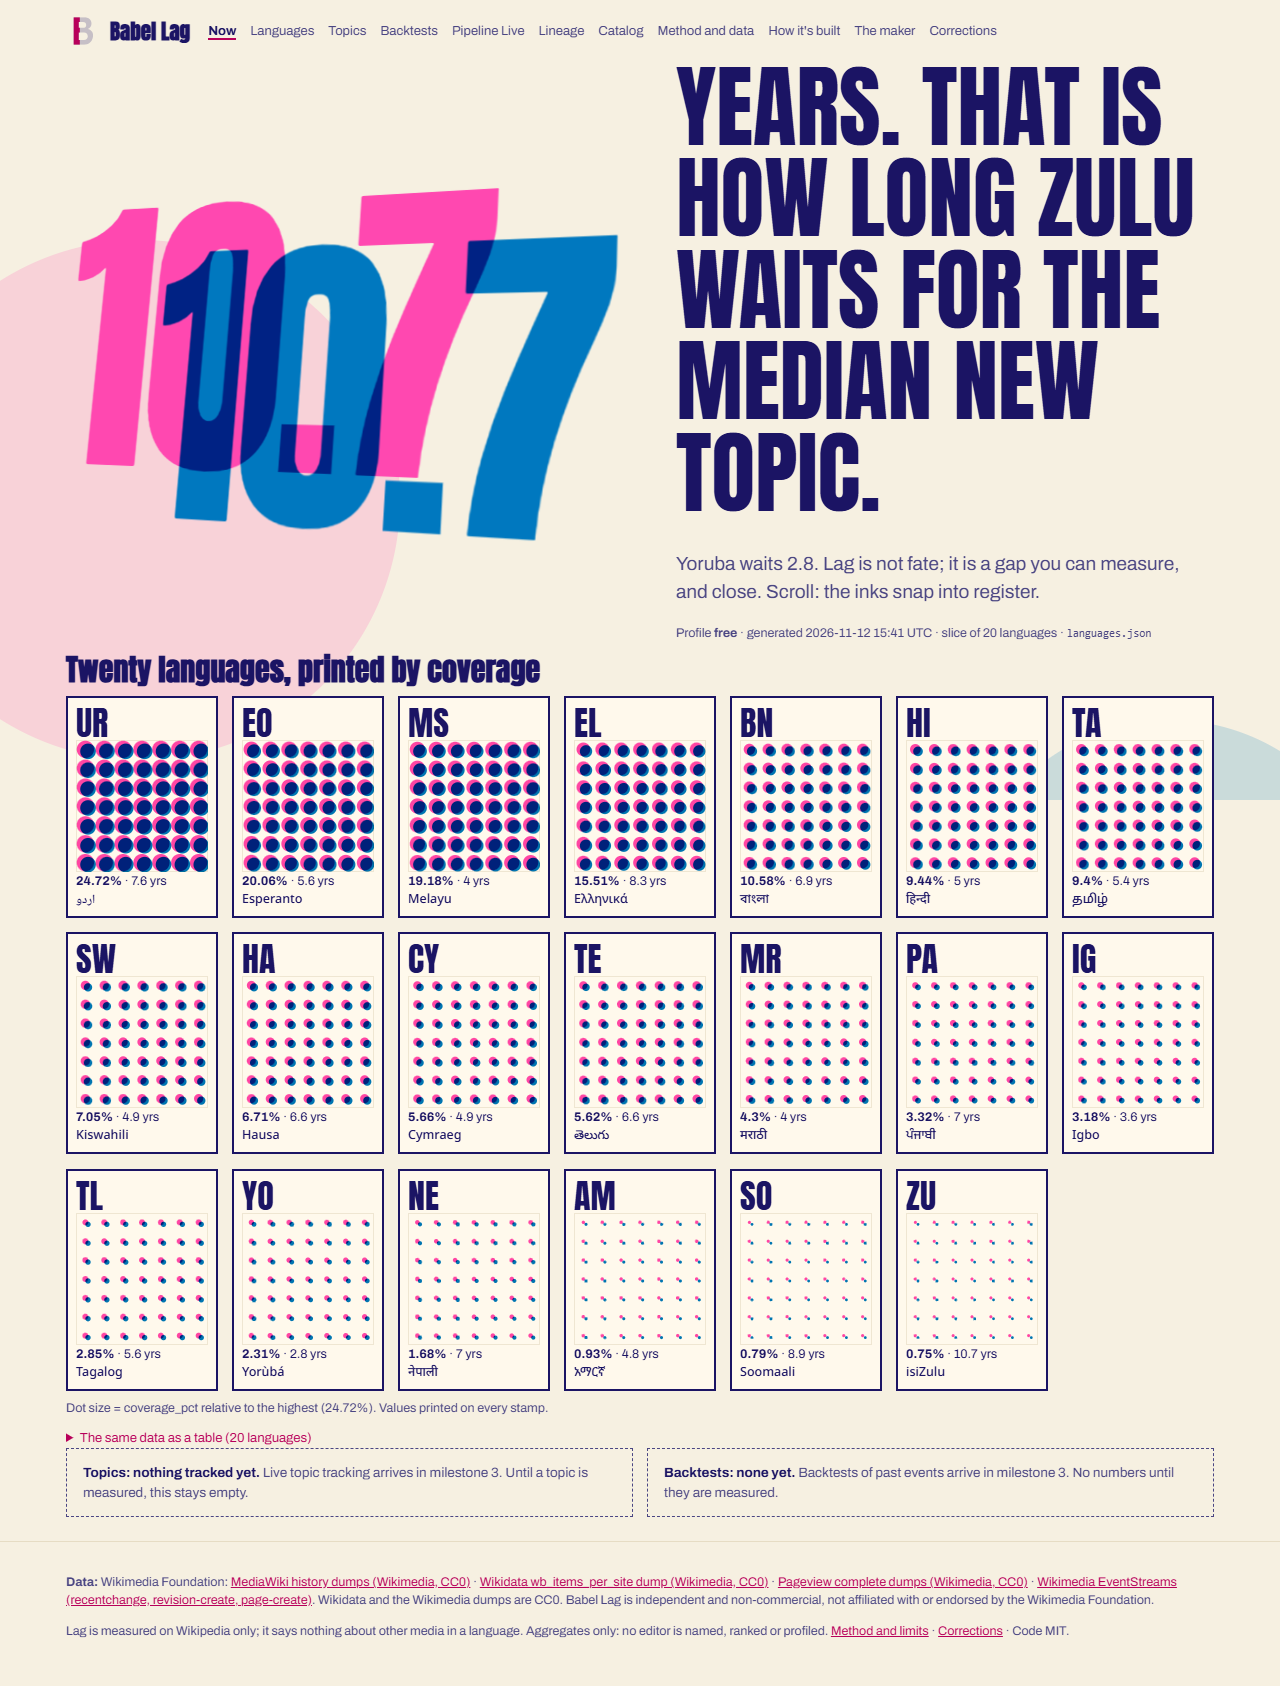 B Babel Lag Now Languages Topics Backtests Pipeline Live Lineage Catalog Method and data How it's built The maker Corrections
10.7
10.7
YEARS. THAT IS
HOW LONG ZULU
WAITS FOR THE
MEDIAN NEW
TOPIC.
Yoruba waits 2.8. Lag is not fate; it is a gap you can measure,
and close. Scroll: the inks snap into register.
Profile free · generated 2026-11-12 15:41 UTC · slice of 20 languages · languages.json
Twenty languages, printed by coverage
UR
24.72% · 7.6 yrs
اردو
EO
20.06% · 5.6 yrs
Esperanto
MS
19.18% · 4 yrs
Melayu
EL
15.51% · 8.3 yrs
Ελληνικά
BN
10.58% · 6.9 yrs
বাংলা
HI
9.44% · 5 yrs
हिन्दी
TA
9.4% · 5.4 yrs
தமிழ்
SW
7.05% · 4.9 yrs
Kiswahili
HA
6.71% · 6.6 yrs
Hausa
CY
5.66% · 4.9 yrs
Cymraeg
TE
5.62% · 6.6 yrs
తెలుగు
MR
4.3% · 4 yrs
मराठी
PA
3.32% · 7 yrs
ਪੰਜਾਬੀ
IG
3.18% · 3.6 yrs
Igbo
TL
2.85% · 5.6 yrs
Tagalog
YO
2.31% · 2.8 yrs
Yorùbá
NE
1.68% · 7 yrs
नेपाली
AM
0.93% · 4.8 yrs
አማርኛ
SO
0.79% · 8.9 yrs
Soomaali
ZU
0.75% · 10.7 yrs
isiZulu
Dot size = coverage_pct relative to the highest (24.72%). Values printed on every stamp.
▶ The same data as a table (20 languages)
Topics: nothing tracked yet. Live topic tracking arrives in milestone 3. Until a topic is
measured, this stays empty.
Backtests: none yet. Backtests of past events arrive in milestone 3. No numbers until
they are measured.
Data: Wikimedia Foundation: MediaWiki history dumps (Wikimedia, CC0) · Wikidata wb_items_per_site dump (Wikimedia, CC0) · Pageview complete dumps (Wikimedia, CC0) · Wikimedia EventStreams
(recentchange, revision-create, page-create). Wikidata and the Wikimedia dumps are CC0. Babel Lag is independent and non-commercial, not affiliated with or endorsed by the Wikimedia Foundation.
Lag is measured on Wikipedia only; it says nothing about other media in a language. Aggregates only: no editor is named, ranked or profiled. Method and limits · Corrections · Code MIT.